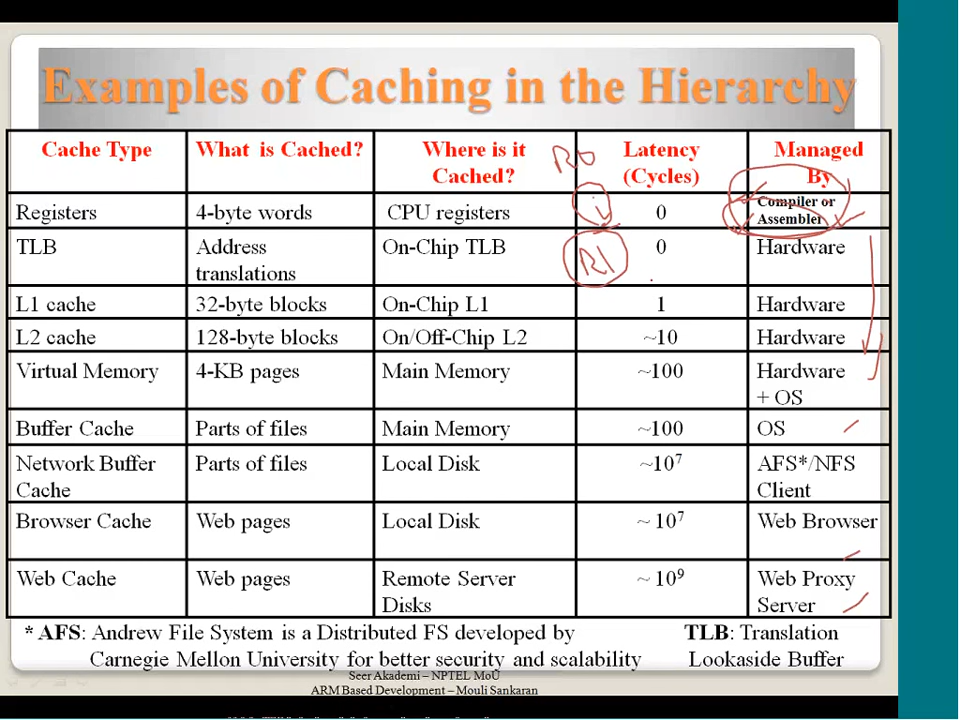 Examples of Caching in the Hierarchy
Cache Type What is Cached? Where is it Cached? Latency (Cycles) Managed By
R0
Registers 4-byte words CPU registers i 0 Compiler or Assembler
TLB Address translations On-Chip TLB R1 0 Hardware
L1 cache 32-byte blocks On-Chip L1 1 Hardware
L2 cache 128-byte blocks On/Off-Chip L2 ~10 Hardware
Virtual Memory 4-KB pages Main Memory ~100 Hardware + OS
Buffer Cache Parts of files Main Memory ~100 OS
Network Buffer Cache Parts of files Local Disk ~10⁷ AFS*/NFS Client
Browser Cache Web pages Local Disk ~ 10⁷ Web Browser
Web Cache Web pages Remote Server Disks ~ 10⁹ Web Proxy Server
* AFS: Andrew File System is a Distributed FS developed by TLB: Translation
Carnegie Mellon University for better security and scalability Lookaside Buffer
Seer Akademi – NPTEL MoU
ARM Based Development – Mouli Sankaran